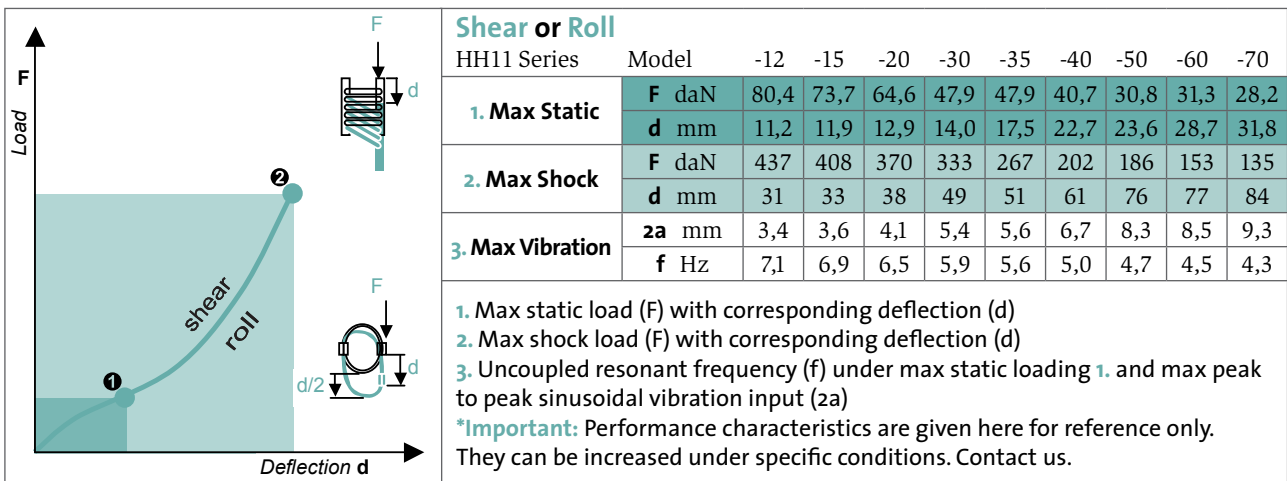 F
Load
F
d
❷
shear
roll
❶
F
d
d/2
Deflection d
Shear or Roll
HH11 Series Model -12 -15 -20 -30 -35 -40 -50 -60 -70
1. Max Static
F daN 80,4 73,7 64,6 47,9 47,9 40,7 30,8 31,3 28,2
d mm 11,2 11,9 12,9 14,0 17,5 22,7 23,6 28,7 31,8
2. Max Shock
F daN 437 408 370 333 267 202 186 153 135
d mm 31 33 38 49 51 61 76 77 84
3. Max Vibration
2a mm 3,4 3,6 4,1 5,4 5,6 6,7 8,3 8,5 9,3
f Hz 7,1 6,9 6,5 5,9 5,6 5,0 4,7 4,5 4,3
1. Max static load (F) with corresponding deflection (d)
2. Max shock load (F) with corresponding deflection (d)
3. Uncoupled resonant frequency (f) under max static loading 1. and max peak
to peak sinusoidal vibration input (2a)
*Important: Performance characteristics are given here for reference only.
They can be increased under specific conditions. Contact us.